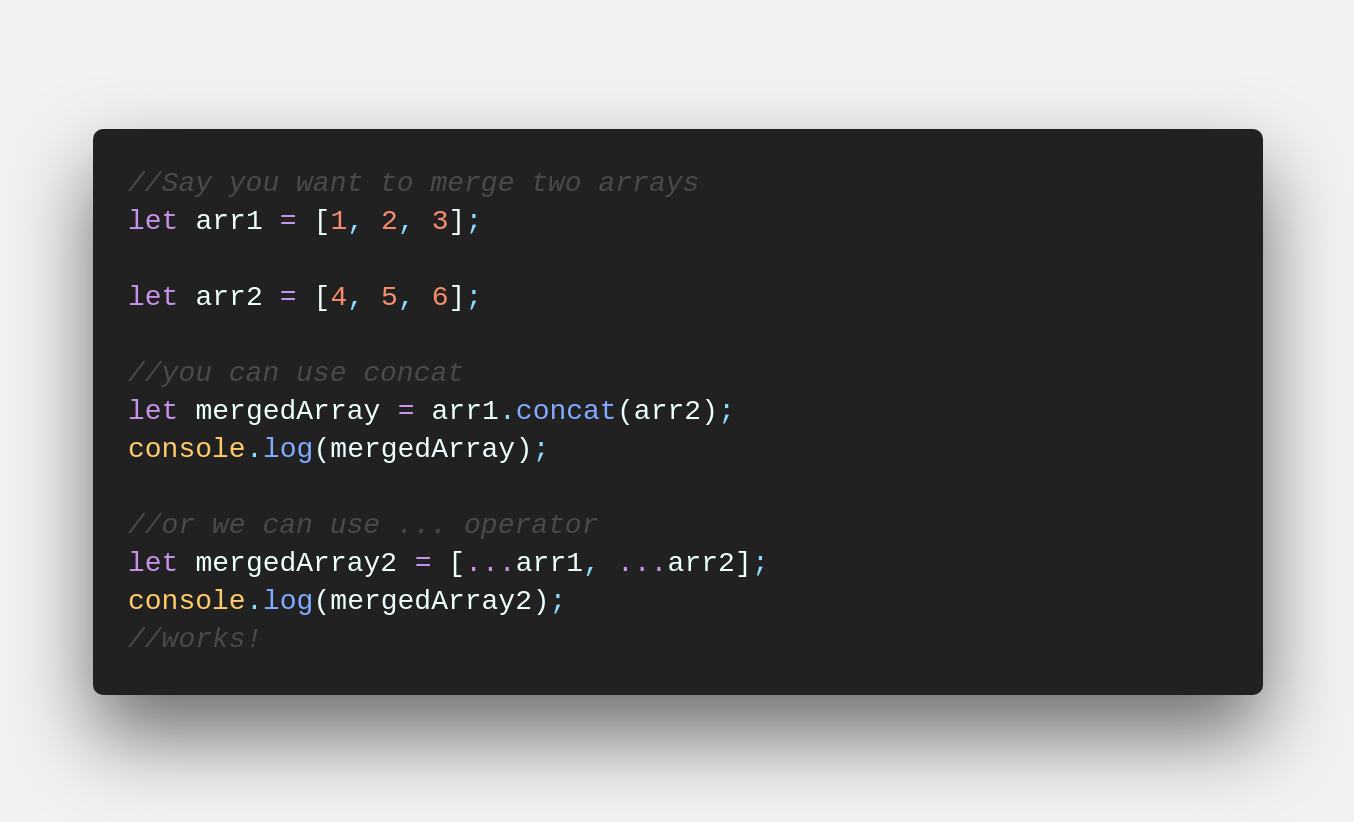 //Say you want to merge two arrays
let arr1 = [1, 2, 3];
let arr2 = [4, 5, 6];
//you can use concat
let mergedArray = arr1.concat(arr2);
console.log(mergedArray);
//or we can use ... operator
let mergedArray2 = [...arr1, ...arr2];
console.log(mergedArray2);
//works!